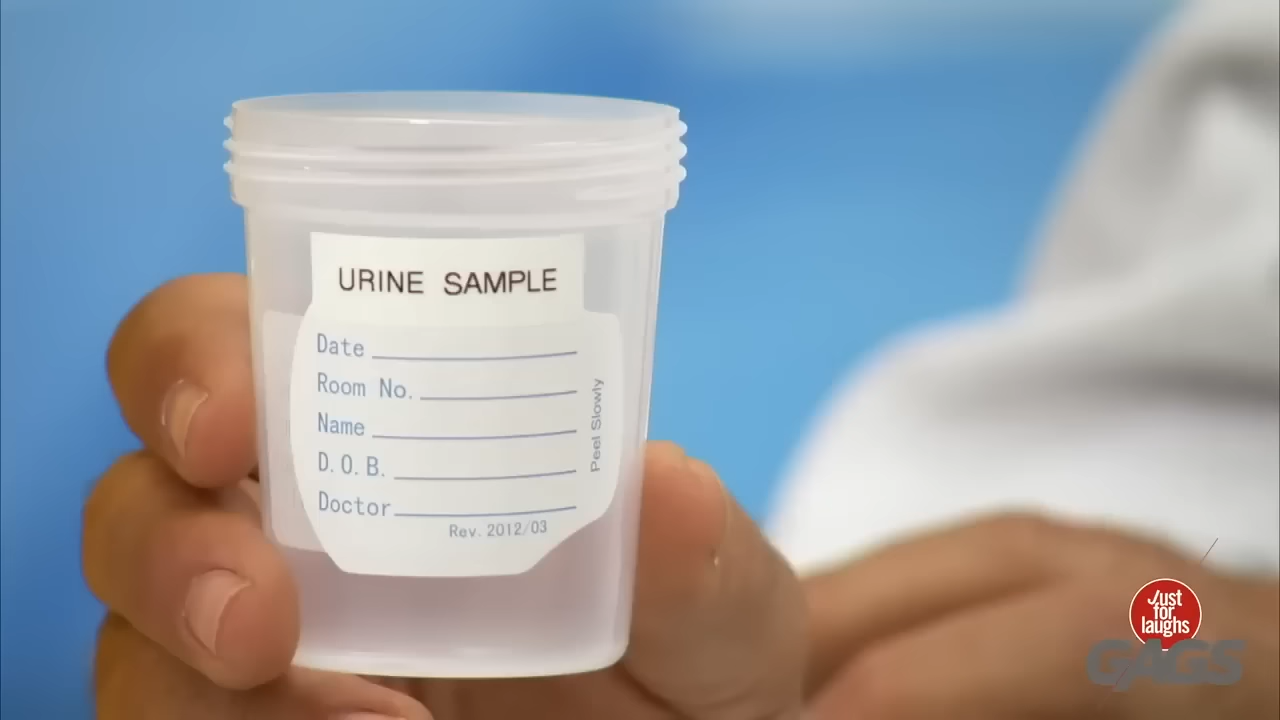 URINE SAMPLE
Date
Room No.
Name
D.O.B.
Doctor
Peel Slowly
Rev. 2012/03
Just
for
laughs
GAGS